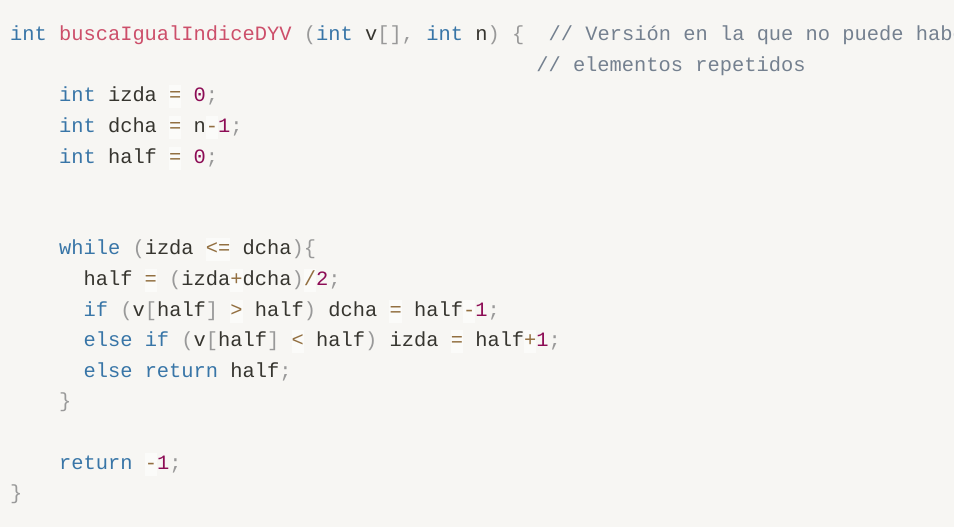 int buscaIgualIndiceDYV (int v[], int n) {  // Versión en la que no puede
// elementos repetidos
int izda = 0;
int dcha = n-1;
int half = 0;
while (izda <= dcha){
half = (izda+dcha)/2;
if (v[half] > half) dcha = half-1;
else if (v[half] < half) izda = half+1;
else return half;
}
return -1;
}